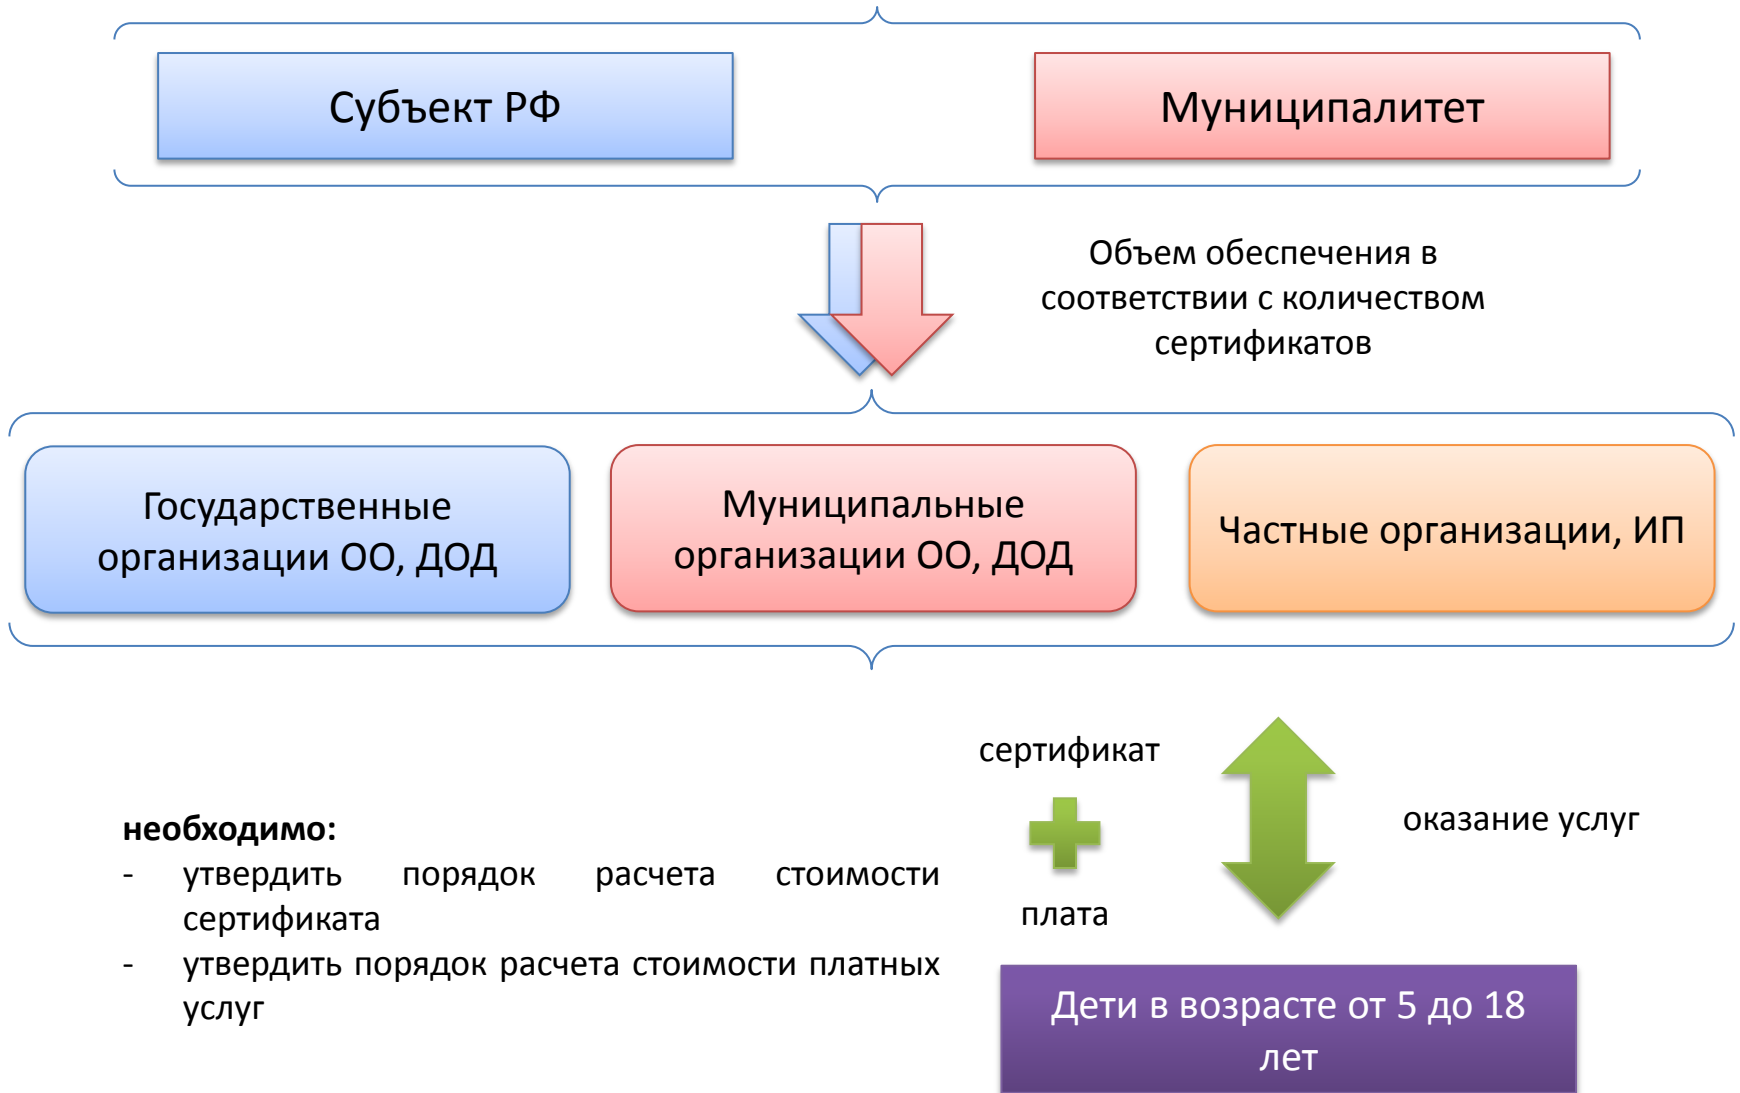 Субъект РФ
Муниципалитет
Объем обеспечения в
соответствии с количеством
сертификатов
Государственные
организации ОО, ДОД
Муниципальные
организации ОО, ДОД
Частные организации, ИП
сертификат
плата
оказание услуг
необходимо:
- утвердить порядок расчета стоимости
сертификата
- утвердить порядок расчета стоимости платных
услуг
Дети в возрасте от 5 до 18
лет